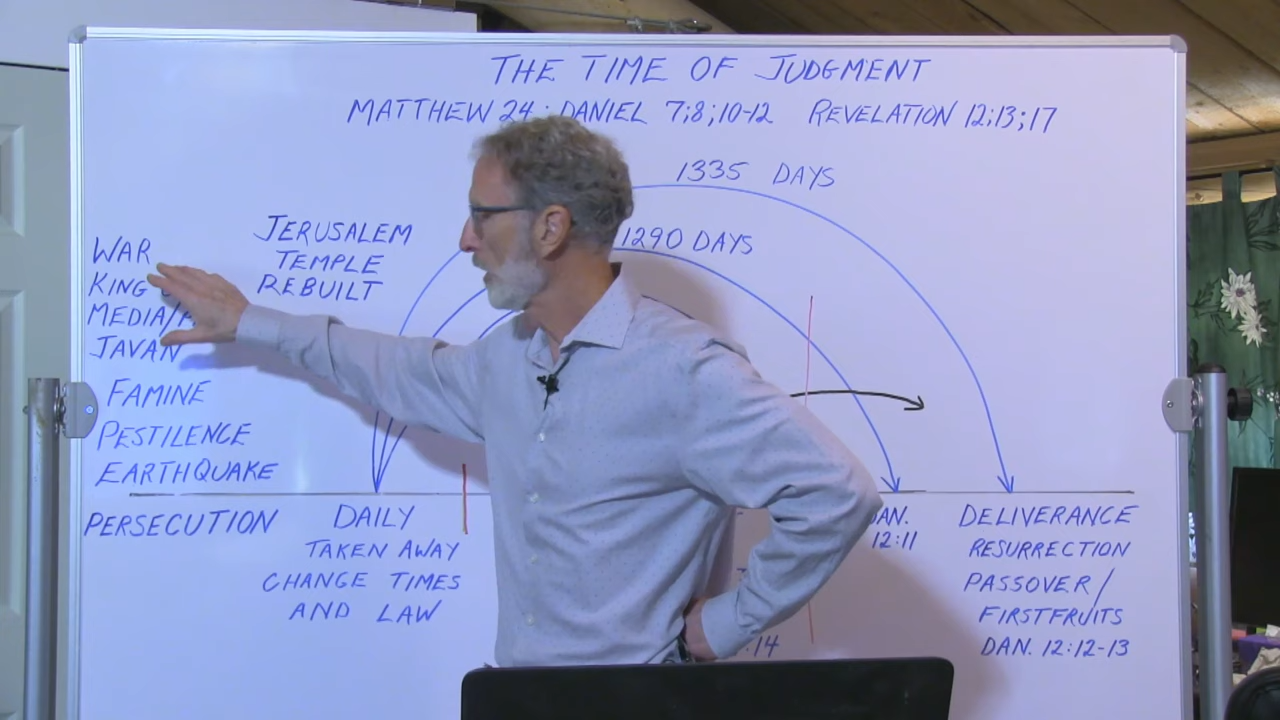 THE TIME OF JUDGMENT
MATTHEW 24; DANIEL 7;8;10-12 REVELATION 12;13;17
1335 DAYS
1290 DAYS
JERUSALEM
TEMPLE
REBUILT
WAR
KING
MEDIA/
JAVAN
FAMINE
PESTILENCE
EARTHQUAKE
PERSECUTION
DAILY
TAKEN AWAY
CHANGE TIMES
AND LAW
:14
DAN.
12:11
DELIVERANCE
RESURRECTION
PASSOVER/
FIRSTFRUITS
DAN. 12:12-13